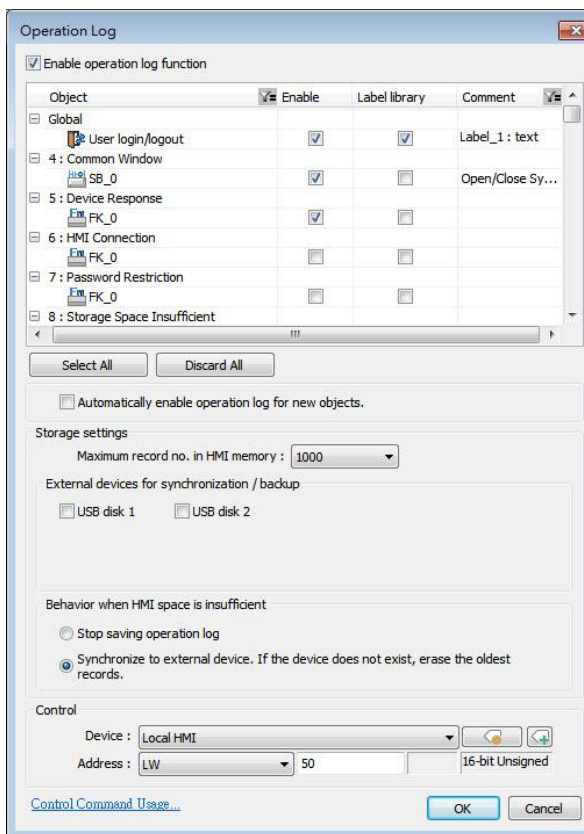 Operation Log
Enable operation log function
Object Enable Label library Comment
Global
User login/logout Label_1 : text
4 : Common Window
SB_0 Open/Close Sy...
5 : Device Response
FK_0
6 : HMI Connection
FK_0
7 : Password Restriction
FK_0
8 : Storage Space Insufficient
Select All Discard All
Automatically enable operation log for new objects.
Storage settings
Maximum record no. in HMI memory : 1000
External devices for synchronization / backup
USB disk 1 USB disk 2
Behavior when HMI space is insufficient
Stop saving operation log
Synchronize to external device. If the device does not exist, erase the oldest
records.
Control
Device : Local HMI
Address : LW 50 16-bit Unsigned
Control Command Usage... OK Cancel